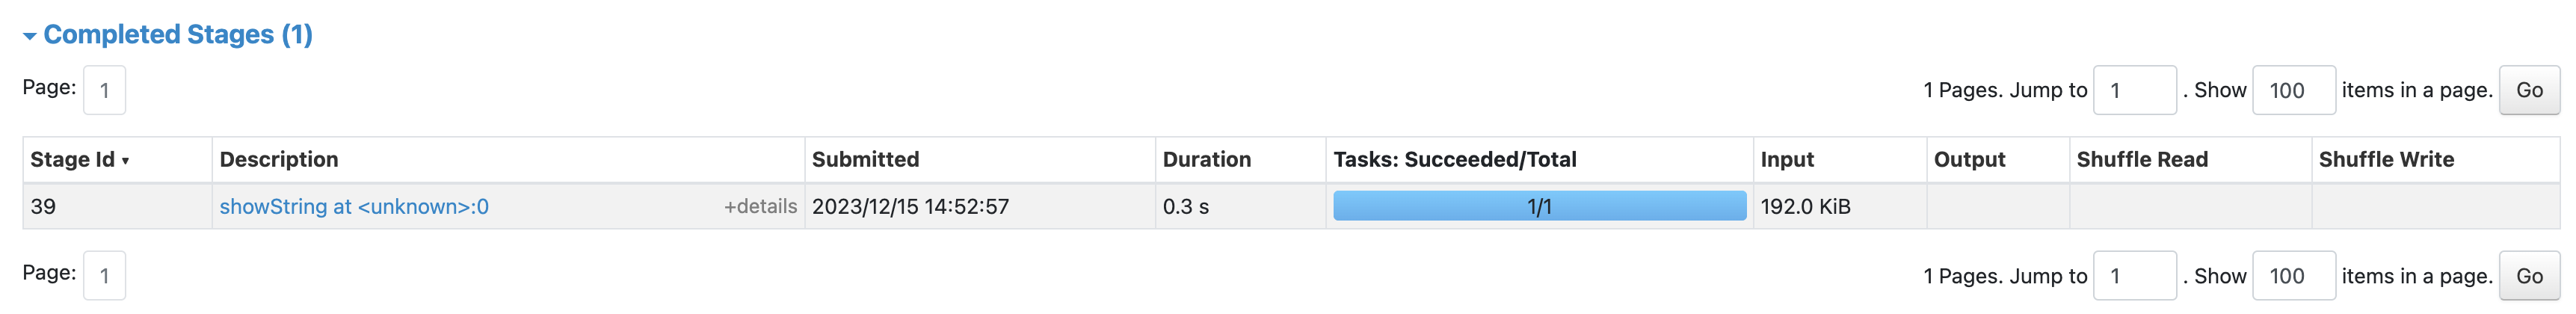 Completed Stages (1)
Page: 1
1 Pages. Jump to 1 . Show 100 items in a page. Go
Stage Id ▾ Description Submitted Duration Tasks: Succeeded/Total Input Output Shuffle Read Shuffle Write
39 showString at <unknown>:0 +details 2023/12/15 14:52:57 0.3 s 1/1 192.0 KiB
Page: 1
1 Pages. Jump to 1 . Show 100 items in a page. Go